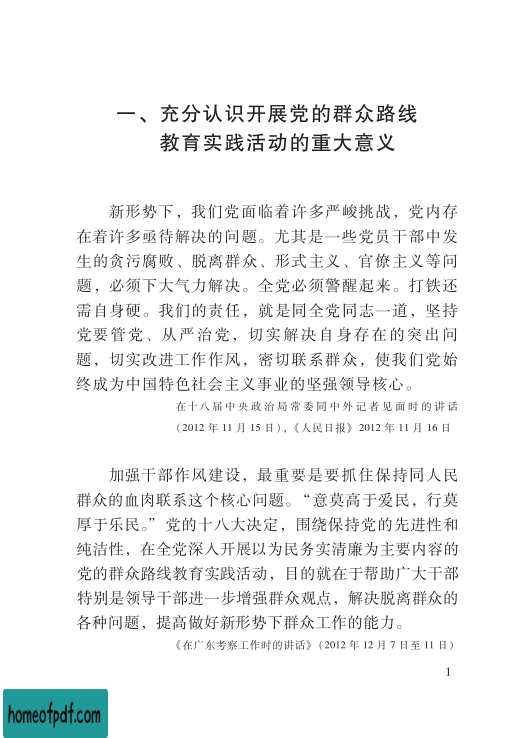 一、充分认识开展党的群众路线
教育实践活动的重大意义
新形势下，我们党面临着许多严峻挑战，党内存
在着许多亟待解决的问题。尤其是一些党员干部中发
生的贪污腐败、脱离群众、形式主义、官僚主义等问
题，必须下大气力解决。全党必须警醒起来。打铁还
需自身硬。我们的责任，就是同全党同志一道，坚持
党要管党、从严治党，切实解决自身存在的突出问
题，切实改进工作作风，密切联系群众，使我们党始
终成为中国特色社会主义事业的坚强领导核心。
在十八届中央政治局常委同中外记者见面时的讲话
（2012 年 11 月 15 日），《人民日报》2012 年 11 月 16 日
加强干部作风建设，最重要是要抓住保持同人民
群众的血肉联系这个核心问题。“意莫高于爱民，行莫
厚于乐民。”党的十八大决定，围绕保持党的先进性和
纯洁性，在全党深入开展以为民务实清廉为主要内容的
党的群众路线教育实践活动，目的就在于帮助广大干部
特别是领导干部进一步增强群众观点，解决脱离群众的
各种问题，提高做好新形势下群众工作的能力。
《在广东考察工作时的讲话》（2012 年 12 月 7 日至 11 日）
1
homeofpdf.com